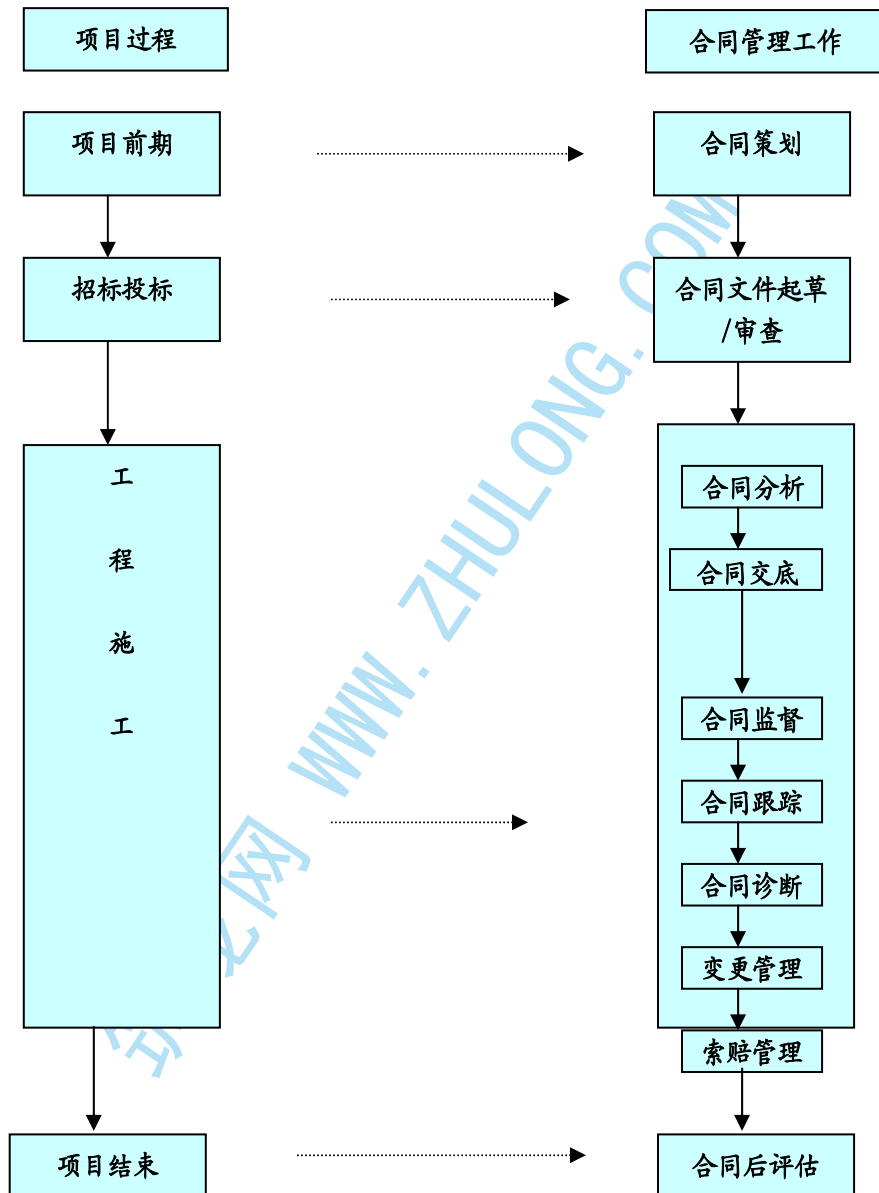 项目过程
合同管理工作
项目前期
合同策划
招标投标
合同文件起草
/审查
工
程
施
工
合同分析
合同交底
合同监督
合同跟踪
合同诊断
变更管理
索赔管理
项目结束
合同后评估
网 WWW.ZHULONG.COM